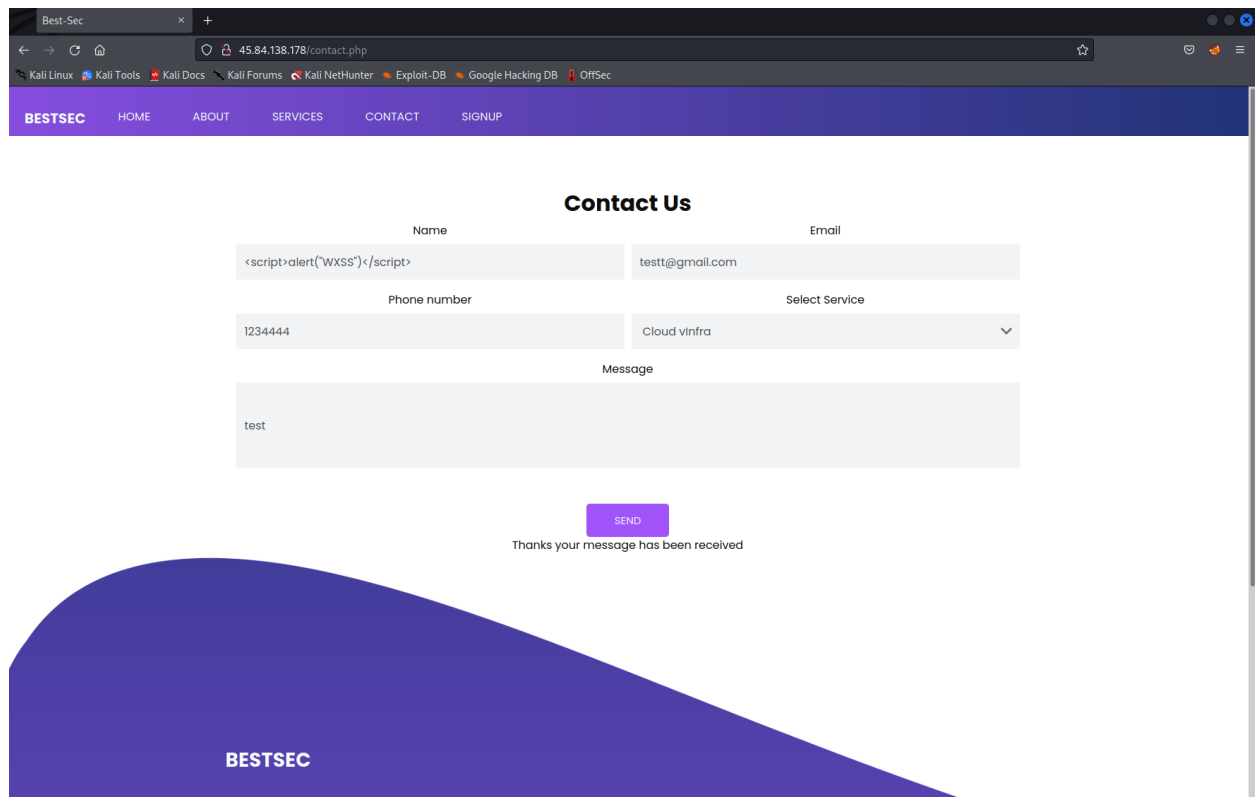 Best-Sec × +
45.84.138.178/contact.php
Kali Linux Kali Tools Kali Docs Kali Forums Kali NetHunter Exploit-DB Google Hacking DB OffSec
BESTSEC HOME ABOUT SERVICES CONTACT SIGNUP
Contact Us
Name Email
<script>alert("WXSS")</script> testt@gmail.com
Phone number Select Service
1234444 Cloud vInfra
Message
test
SEND
Thanks your message has been received
BESTSEC